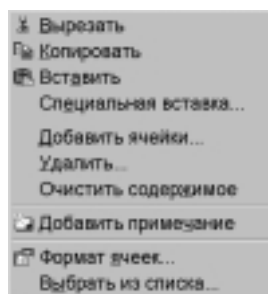 Вырезать
Копировать
Вставить
Специальная вставка...
Добавить ячейки...
Удалить...
Очистить содержимое
Добавить примечание
Формат ячеек...
Выбрать из списка...